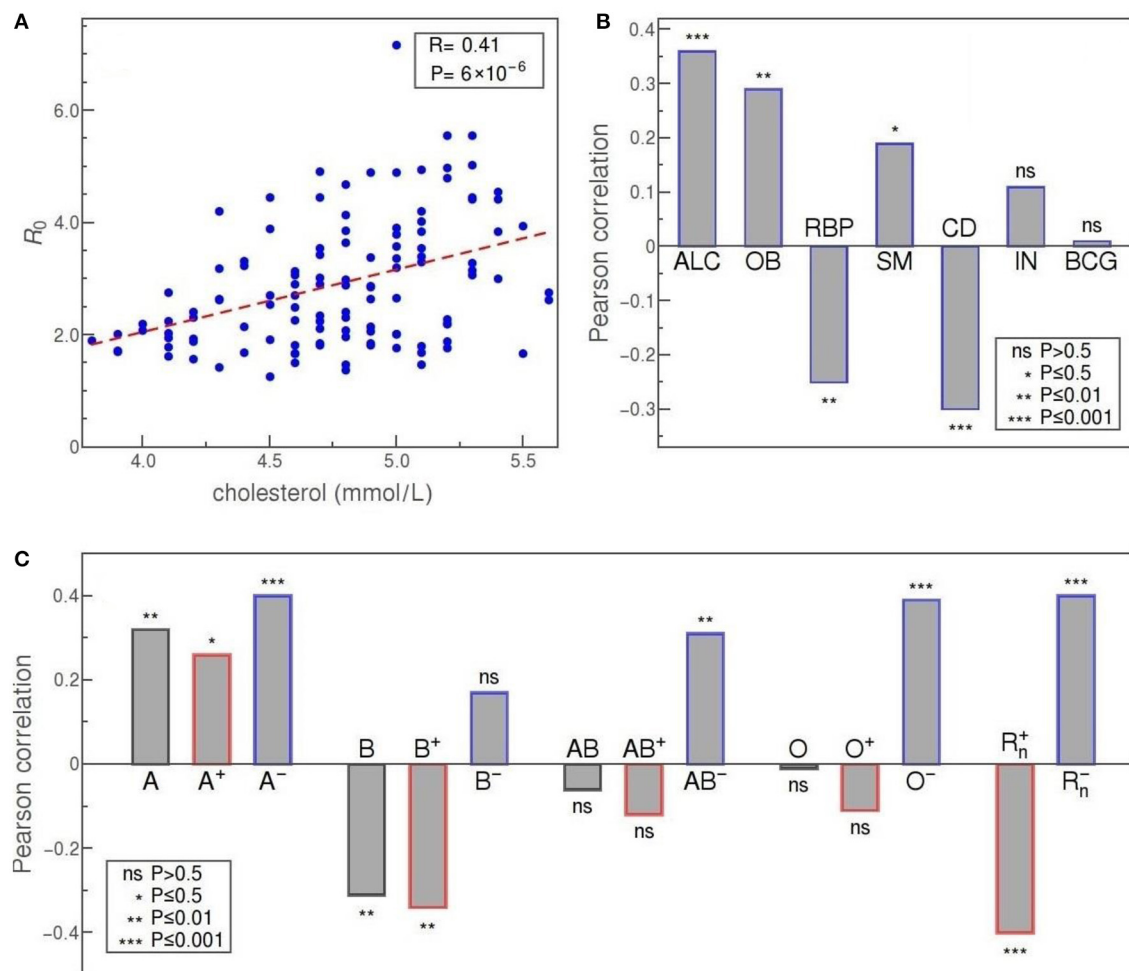 A
R= 0.41
P= 6×10⁻⁶
6.0
4.0
2.0
0
R₀
4.0 4.5 5.0 5.5
cholesterol (mmol/L)
B
***
**
*
ns
ns
0.4
0.3
0.2
0.1
0
−0.1
−0.2
−0.3
Pearson correlation
RBP CD
ALC OB SM IN BCG
**
***
ns P>0.5
* P≤0.5
** P≤0.01
*** P≤0.001
C
** * *** ns ** *** ***
0.4
0.2
0
−0.2
−0.4
Pearson correlation
B B⁺ AB AB⁺ O O⁺ Rₙ⁺
A A⁺ A⁻ B⁻ AB⁻ O⁻ Rₙ⁻
** ** ns ns ns ns ***
ns P>0.5
* P≤0.5
** P≤0.01
*** P≤0.001